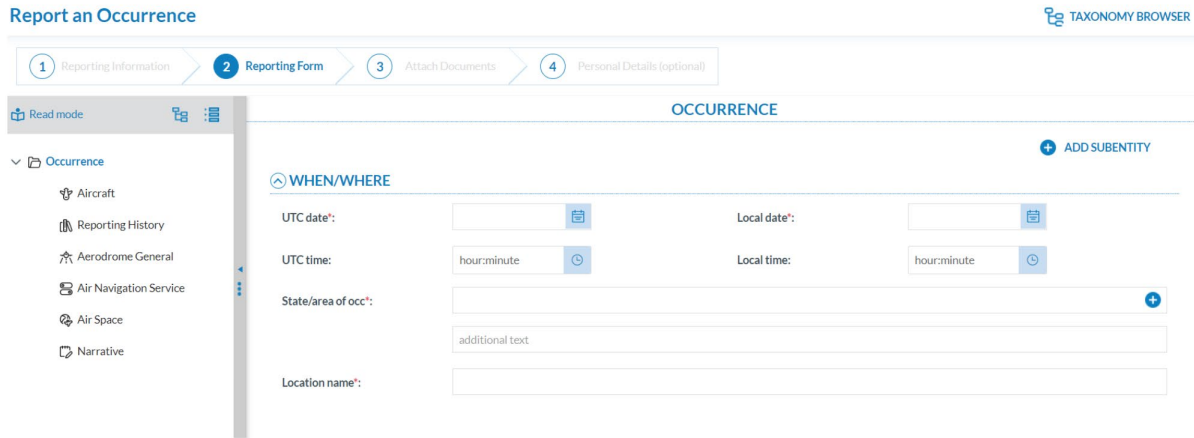 Report an Occurrence
TAXONOMY BROWSER
1 Reporting Information 2 Reporting Form 3 Attach Documents 4 Personal Details (optional)
Read mode
OCCURRENCE
ADD SUBENTITY
Occurrence
Aircraft
Reporting History
Aerodrome General
Air Navigation Service
Air Space
Narrative
WHEN/WHERE
UTC date*: Local date*:
UTC time: hour:minute Local time: hour:minute
State/area of occ*:
additional text
Location name*: